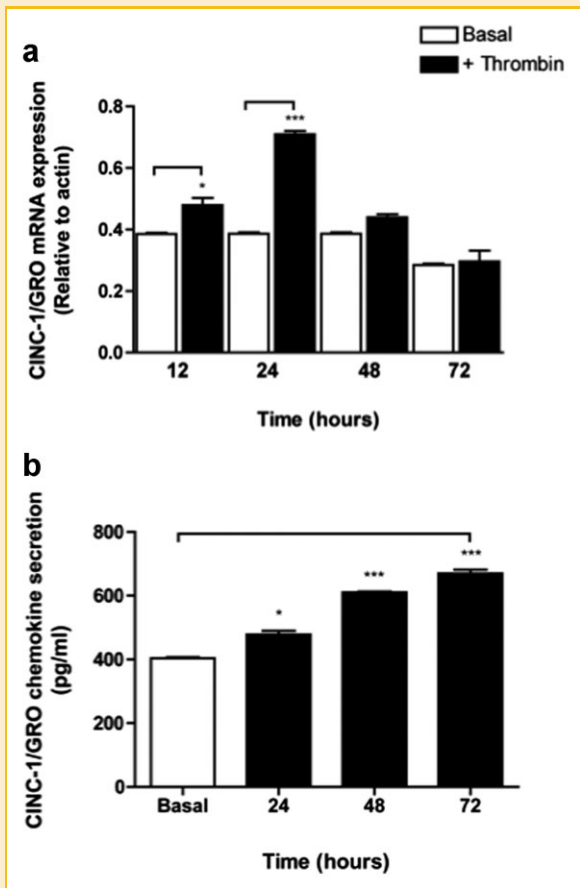 a
Basal
+ Thrombin
CINC-1/GRO mRNA expression
(Relative to actin)
0.8
0.6
0.4
0.2
0.0
*
***
12 24 48 72
Time (hours)
b
CINC-1/GRO chemokine secretion
(pg/ml)
800
600
400
200
0
*
***
***
Basal 24 48 72
Time (hours)